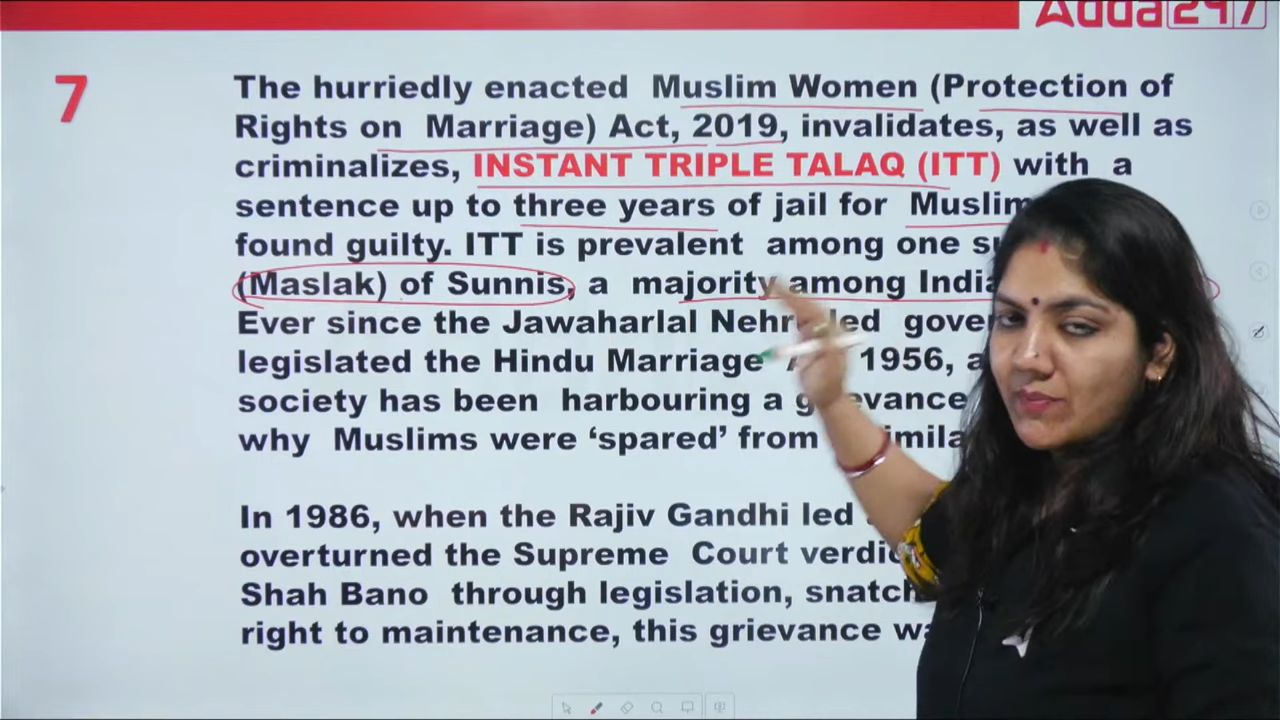 Adda247
7
The hurriedly enacted Muslim Women (Protection of
Rights on Marriage) Act, 2019, invalidates, as well as
criminalizes, INSTANT TRIPLE TALAQ (ITT) with a
sentence up to three years of jail for Muslim
found guilty. ITT is prevalent among one
(Maslak) of Sunnis, a majority among
Ever since the Jawaharlal led
legislated the Hindu Marriage 1956,
society has been harbouring a
why Muslims were ‘spared’ from
In 1986, when the Rajiv Gandhi led
overturned the Supreme Court
Shah Bano through legislation,
right to maintenance, this grievance